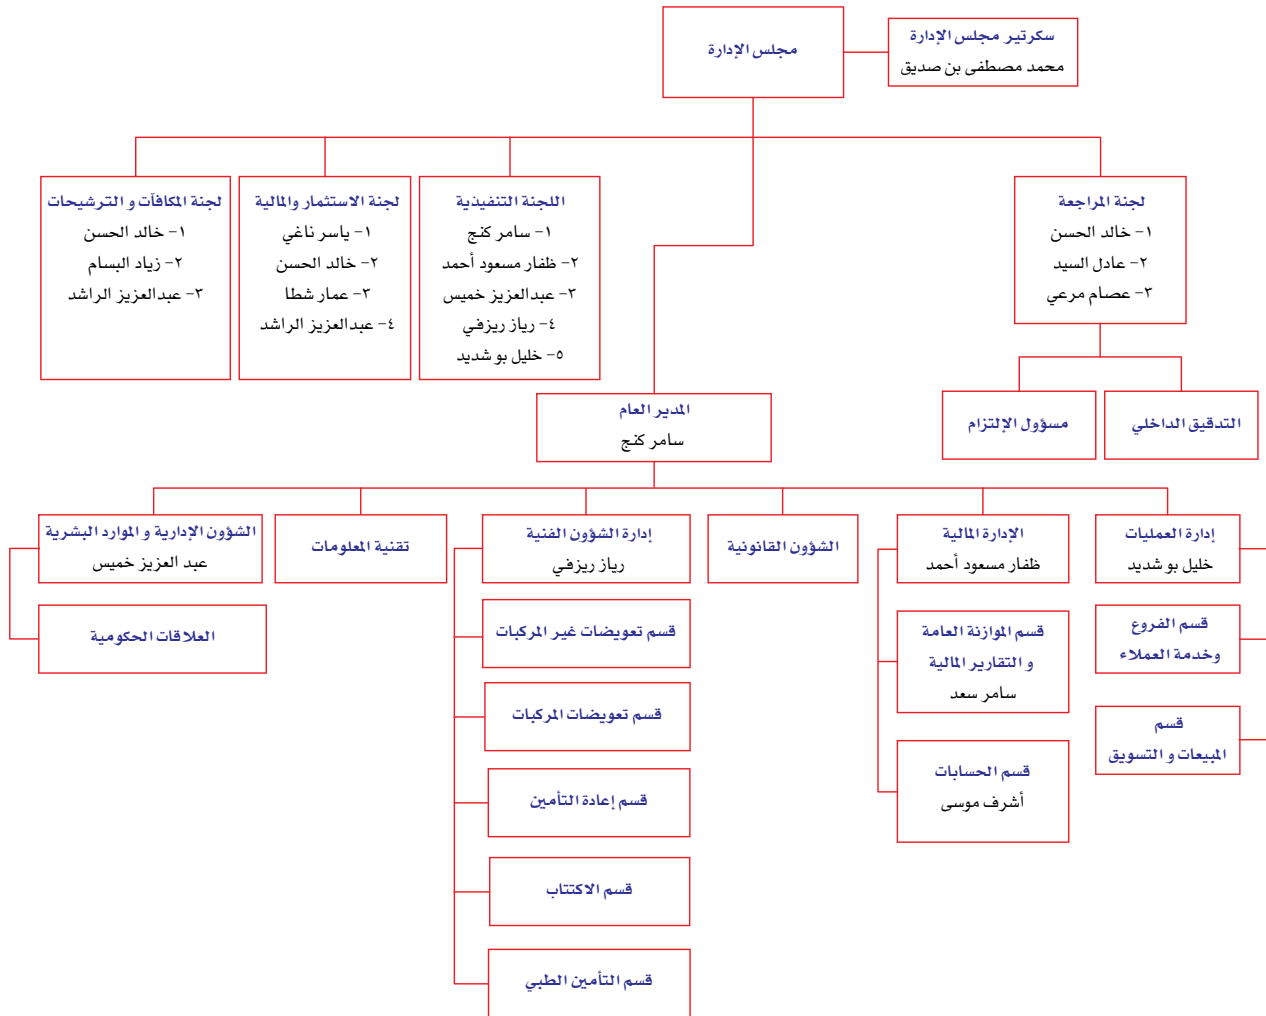 مجلس الإدارة
سكرتير مجلس الإدارة
محمد مصطفى بن صديق
لجنة المراجعة
١- خالد الحسن
٢- عادل السيد
٣- عصام مرعي
اللجنة التنفيذية
١- سامر كنج
٢- ظفار مسعود أحمد
٣- عبدالعزيز خميس
٤- رياز ريزفي
٥- خليل بو شديد
لجنة الاستثمار والمالية
١- ياسر ناغي
٢- خالد الحسن
٣- عمار شطا
٤- عبدالعزيز الراشد
لجنة المكافآت و الترشيحات
١- خالد الحسن
٢- زياد البسام
٣- عبدالعزيز الراشد
التدقيق الداخلي
مسؤول الإلتزام
المدير العام
سامر كنج
إدارة العمليات
خليل بو شديد
قسم الفروع
وخدمة العملاء
قسم
المبيعات و التسويق
الإدارة المالية
ظفار مسعود أحمد
قسم الموازنة العامة
و التقارير المالية
سامر سعد
قسم الحسابات
أشرف موسى
الشؤون القانونية
إدارة الشؤون الفنية
رياز ريزفي
قسم تعويضات غير المركبات
قسم تعويضات المركبات
قسم إعادة التأمين
قسم الاكتتاب
قسم التأمين الطبي
تقنية المعلومات
الشؤون الإدارية و الموارد البشرية
عبد العزيز خميس
العلاقات الحكومية